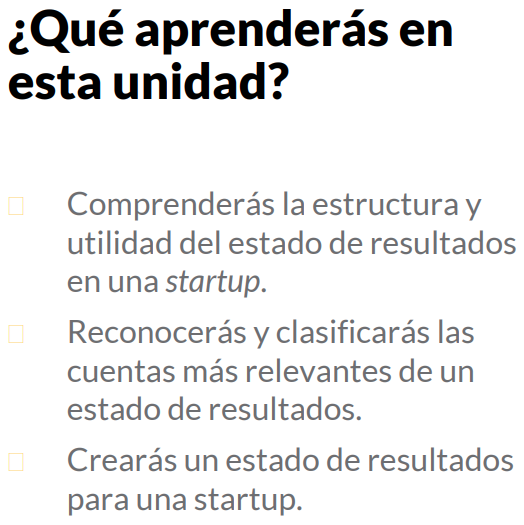 ¿Qué aprenderás en
esta unidad?
Comprenderás la estructura y
utilidad del estado de resultados
en una startup.
Reconocerás y clasificarás las
cuentas más relevantes de un
estado de resultados.
Crearás un estado de resultados
para una startup.